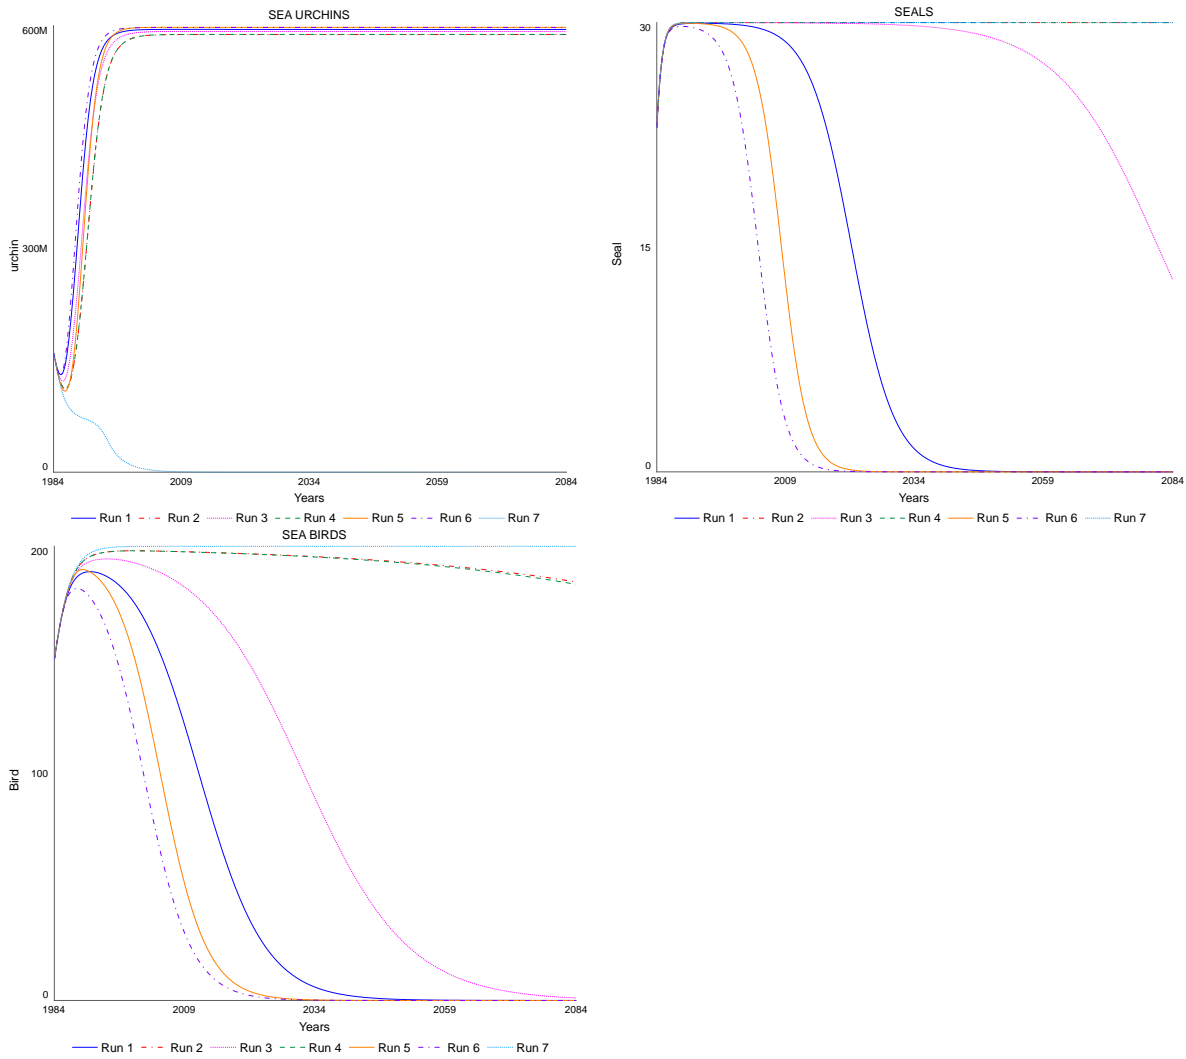 SEA URCHINS
600M
300M
0
urchin
1984 2009 2034 2059 2084
Years
Run 1 Run 2 Run 3 Run 4 Run 5 Run 6 Run 7
SEALS
30
15
0
Seal
1984 2009 2034 2059 2084
Years
Run 1 Run 2 Run 3 Run 4 Run 5 Run 6 Run 7
SEA BIRDS
200
100
0
Bird
1984 2009 2034 2059 2084
Years
Run 1 Run 2 Run 3 Run 4 Run 5 Run 6 Run 7